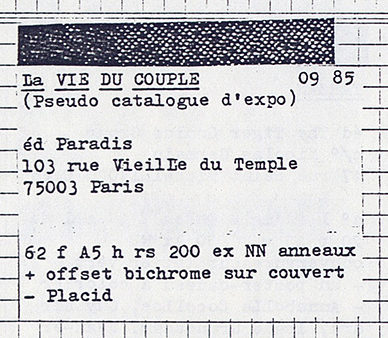 La VIE DU COUPLE 09 85
(Pseudo catalogue d'expo)
éd Paradis
103 rue VieilEe du Temple
75003 Paris
62 f A5 h rs 200 ex NN anneaux
+ offset bichrome sur couvert
- Placid